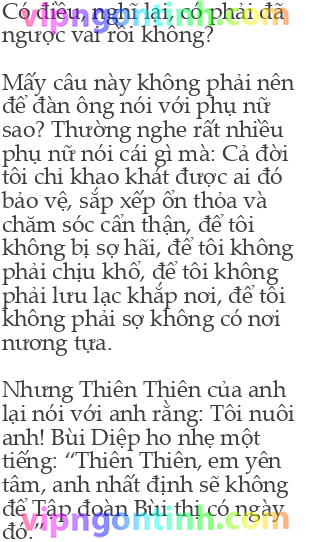 Có điều, nghĩ lại, có phải đã
ngược vai rồi không?
Mấy câu này không phải nên
để đàn ông nói với phụ nữ
sao? Thường nghe rất nhiều
phụ nữ nói cái gì mà: Cả đời
tôi chỉ khao khát được ai đó
bảo vệ, sắp xếp ổn thỏa và
chăm sóc cẩn thận, để tôi
không bị sợ hãi, để tôi không
phải chịu khổ, để tôi không
phải lưu lạc khắp nơi, để tôi
không phải sợ không có nơi
nương tựa.
Nhưng Thiên Thiên của anh
lại nói với anh rằng: Tôi nuôi
anh! Bùi Diệp ho nhẹ một
tiếng: “Thiên Thiên, em yên
tâm, anh nhất định sẽ không
để Tập đoàn Bùi thị có ngày
đó.”
vipngontinh.com
vipngontinh.com